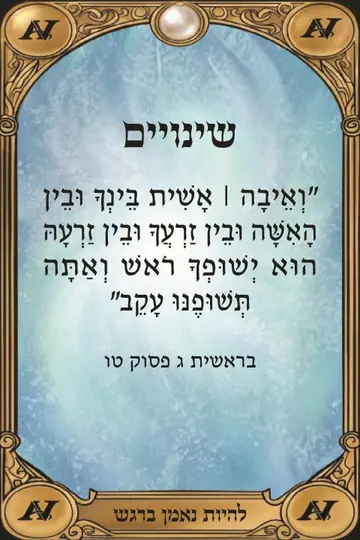 שינויים
"וְאֵיבָה | אָשִׁית בֵּינְךָ וּבֵין
הָאִשָּׁה וּבֵין זַרְעֲךָ וּבֵין זַרְעָהּ
הוּא יְשׁוּפְךָ רֹאשׁ וְאַתָּה
תְּשׁוּפֶנּוּ עָקֵב"
בראשית ג פסוק טו
להיות נאמן ברגש